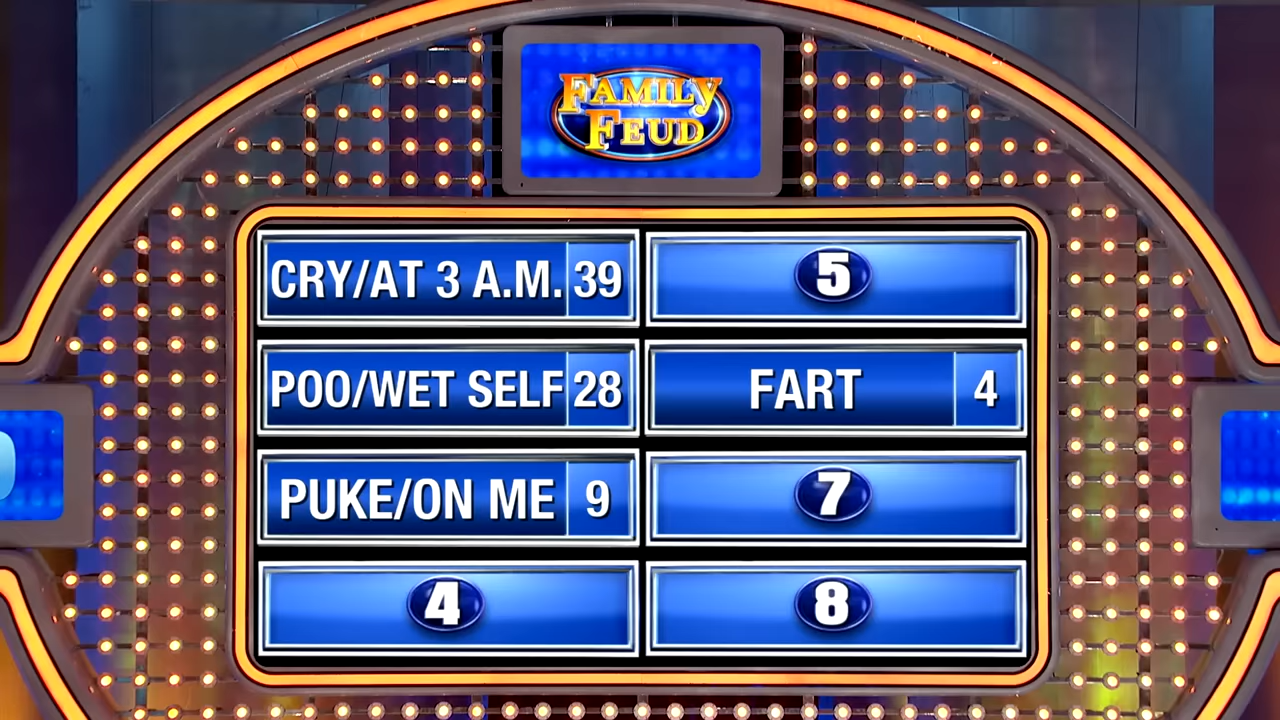 FAMILY
FEUD
CRY/AT 3 A.M. 39
POO/WET SELF 28
PUKE/ON ME 9
4
5
FART 4
7
8